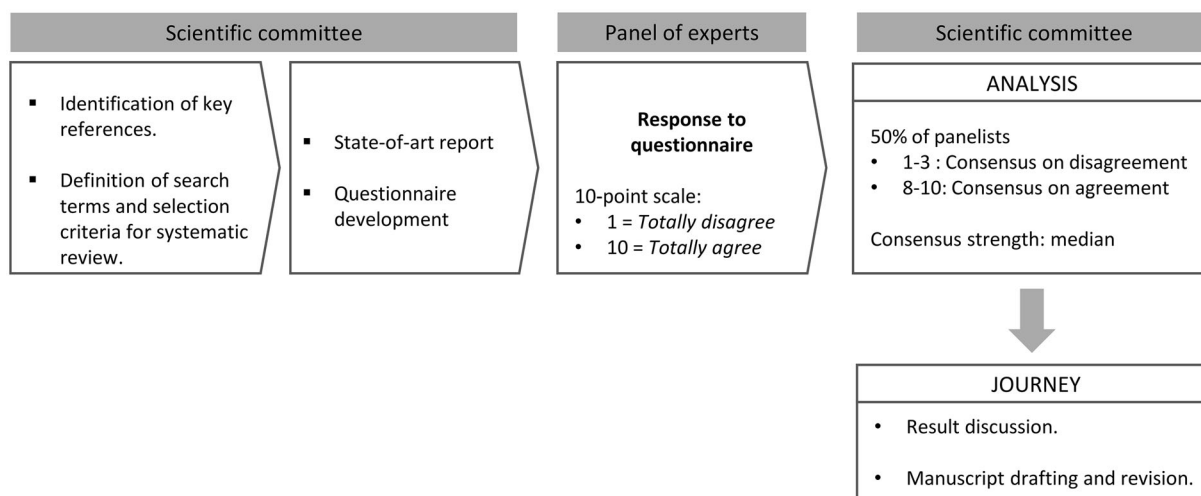 Scientific committee
▪ Identification of key
references.
▪ Definition of search
terms and selection
criteria for systematic
review.
▪ State-of-art report
▪ Questionnaire
development
Panel of experts
Response to
questionnaire
10-point scale:
• 1 = Totally disagree
• 10 = Totally agree
Scientific committee
ANALYSIS
50% of panelists
• 1-3 : Consensus on disagreement
• 8-10: Consensus on agreement
Consensus strength: median
JOURNEY
• Result discussion.
• Manuscript drafting and revision.